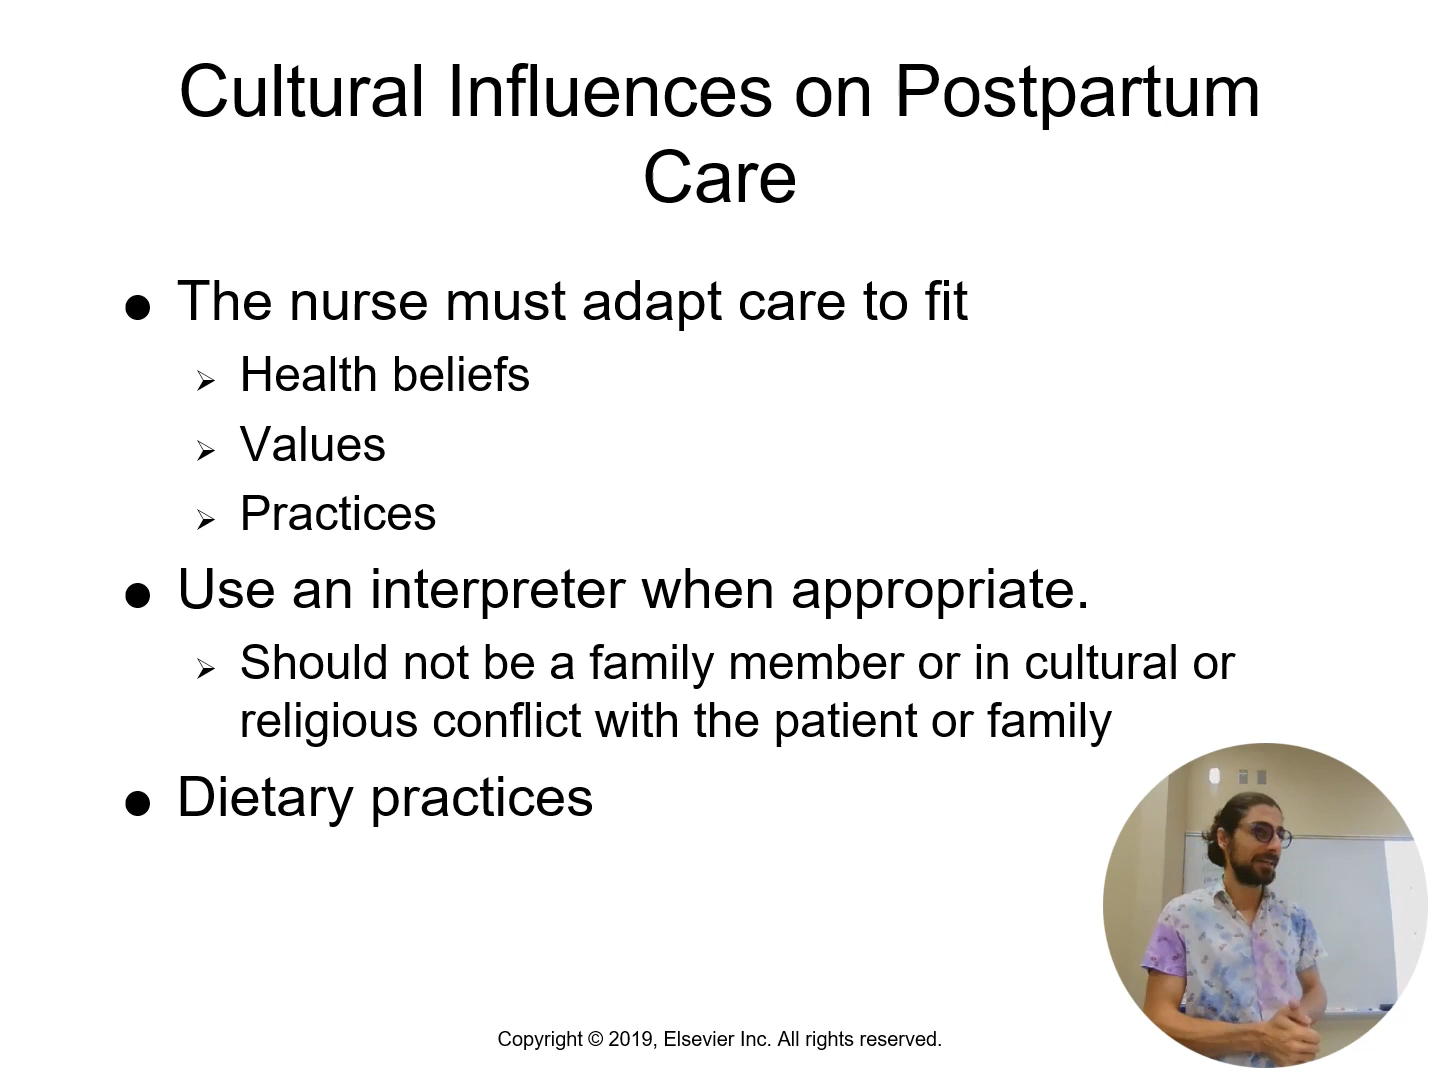 Cultural Influences on Postpartum
Care
● The nurse must adapt care to fit
➢ Health beliefs
➢ Values
➢ Practices
● Use an interpreter when appropriate.
➢ Should not be a family member or in cultural or
religious conflict with the patient or family
● Dietary practices
Copyright © 2019, Elsevier Inc. All rights reserved.